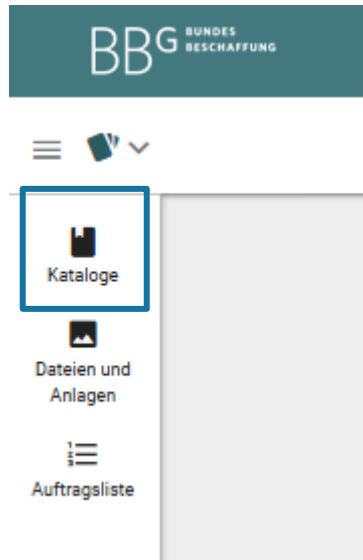 BBG BUNDES
BESCHAFFUNG
Kataloge
Dateien und
Anlagen
Auftragsliste